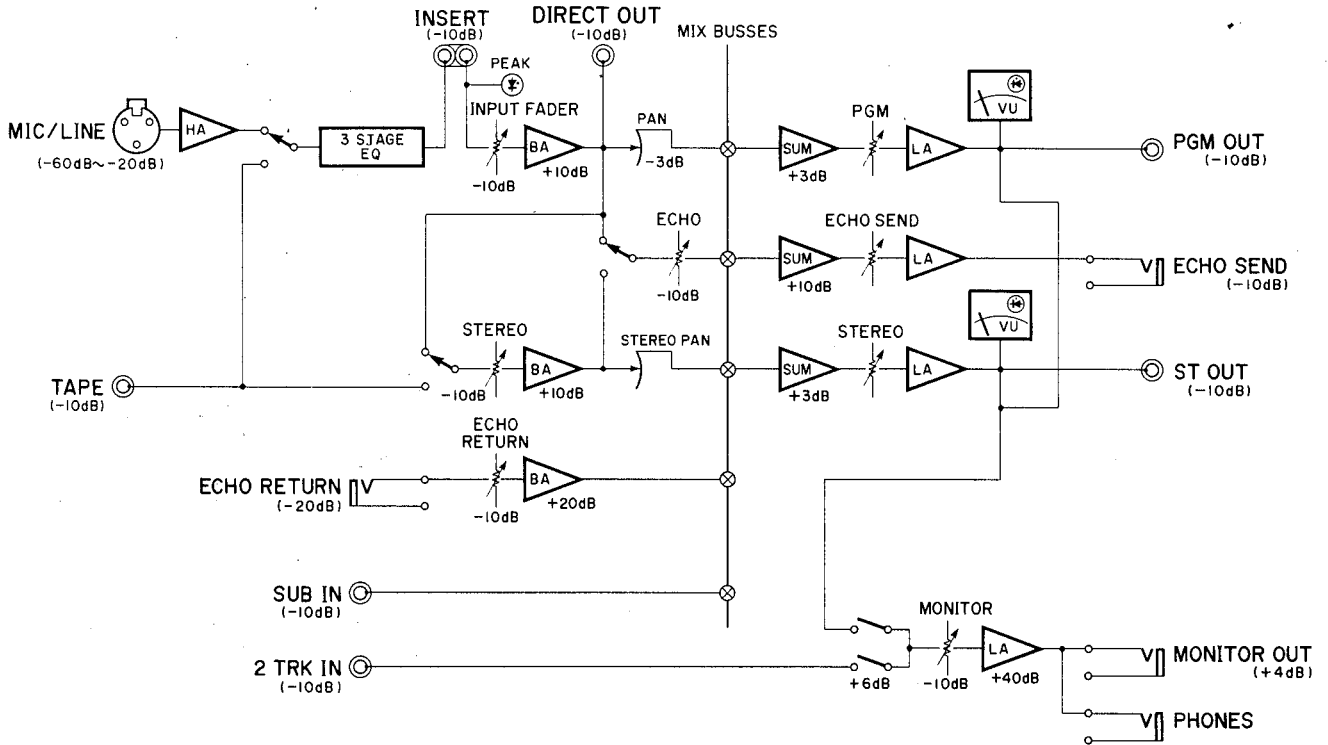 INSERT
(-10dB)
DIRECT OUT
(-10dB)
MIX BUSSES
PEAK
MIC/LINE
(-60dB~-20dB)
HA
3 STAGE
EQ
INPUT FADER
-10dB
BA
+10dB
PAN
-3dB
SUM
+3dB
PGM
LA
VU
PGM OUT
(-10dB)
ECHO
-10dB
SUM
+10dB
ECHO SEND
LA
ECHO SEND
(-10dB)
VU
TAPE
(-10dB)
STEREO
-10dB
BA
+10dB
STEREO PAN
SUM
+3dB
STEREO
LA
ST OUT
(-10dB)
ECHO RETURN
(-20dB)
ECHO
RETURN
-10dB
BA
+20dB
SUB IN
(-10dB)
2 TRK IN
(-10dB)
+6dB
MONITOR
-10dB
LA
+40dB
MONITOR OUT
(+4dB)
PHONES